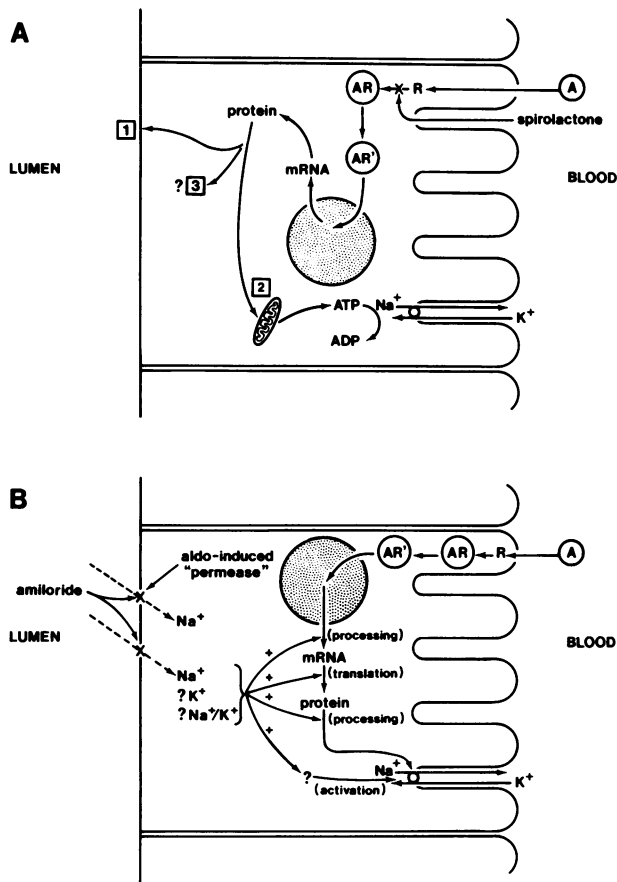 A
AR
R
A
spirolactone
protein
1
AR'
mRNA
? 3
LUMEN
BLOOD
2
ATP
Na+
K+
ADP
B
aldo-induced
"permease"
AR'
AR
R
A
amiloride
Na+
LUMEN
BLOOD
+
(processing)
mRNA
+
(translation)
Na+
? K+
? Na+/K+
+
protein
(processing)
+
Na+
K+
?
(activation)